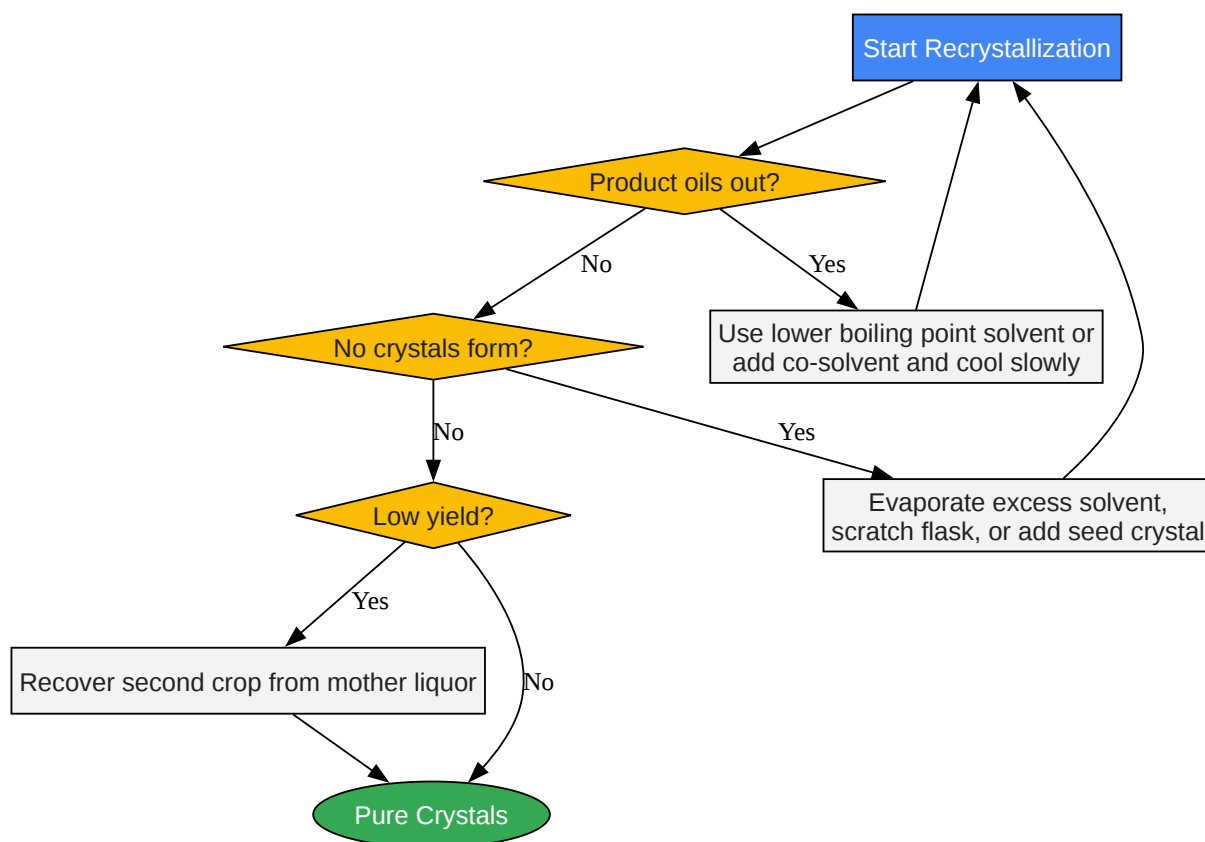 Start Recrystallization
Product oils out?
No
Yes
Use lower boiling point solvent or
add co-solvent and cool slowly
No crystals form?
No
Yes
Evaporate excess solvent,
scratch flask, or add seed crystal
Low yield?
Yes
No
Recover second crop from mother liquor
Pure Crystals